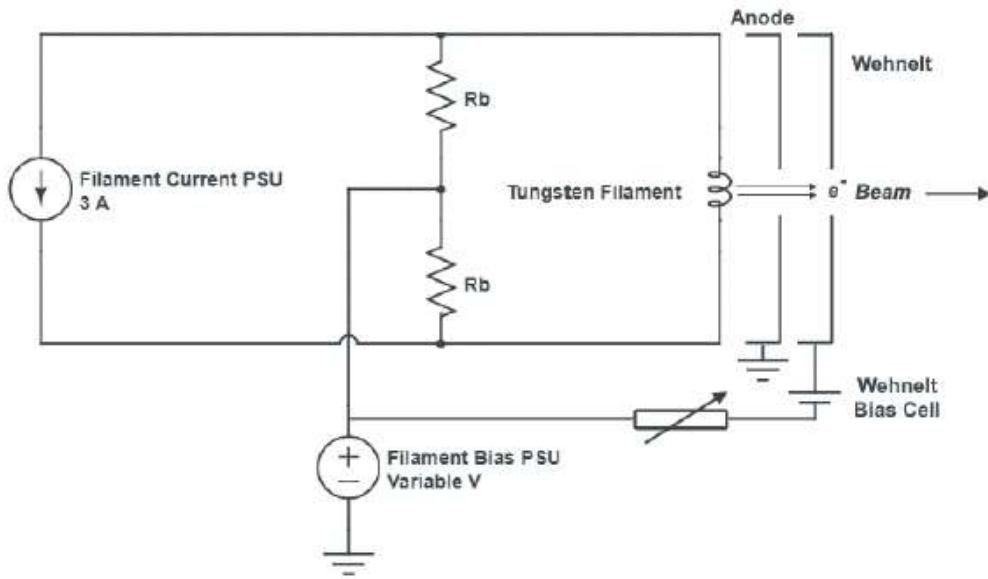 Anode
Wehnelt
Rb
Filament Current PSU
3 A
Tungsten Filament
e- Beam
Rb
Wehnelt
Bias Cell
Filament Bias PSU
Variable V